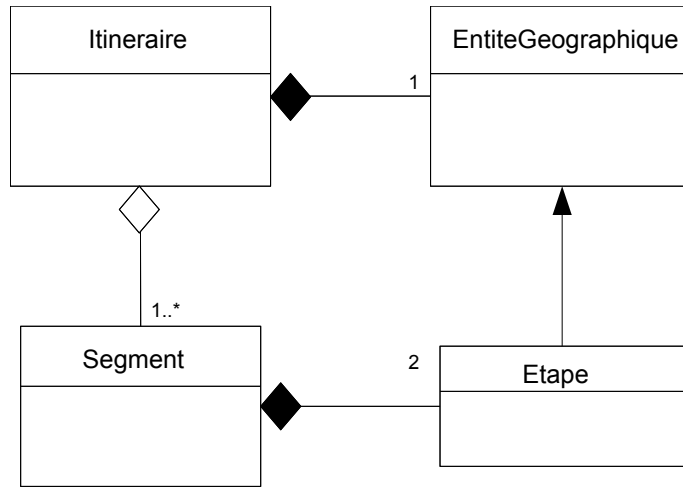 Itineraire
EntiteGeographique
1
1..*
Segment
2
Etape